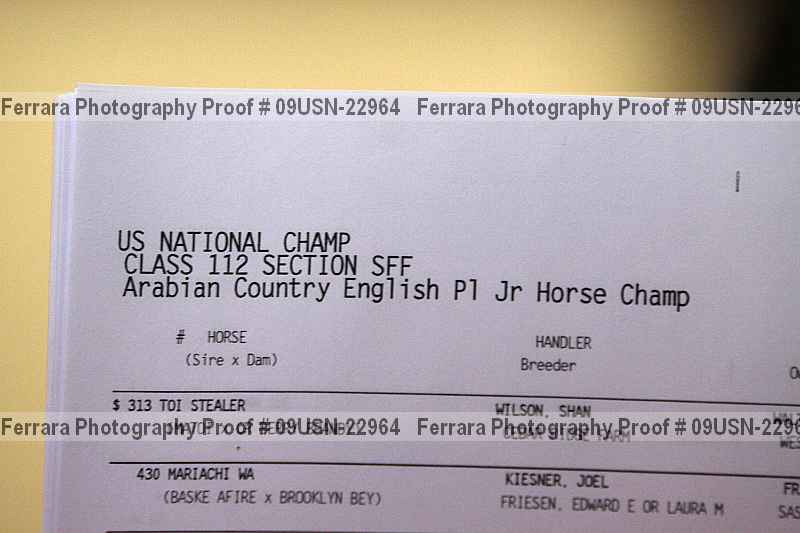 Ferrara Photography Proof # 09USN-22964 Ferrara Photography Proof # 09USN-2296
US NATIONAL CHAMP
CLASS 112 SECTION SFF
Arabian Country English Pl Jr Horse Champ
# HORSE HANDLER
(Sire x Dam) Breeder
$ 313 TOI STEALER WILSON, SHAN
Ferrara Photography Proof # 09USN-22964 Ferrara Photography Proof # 09USN-2296
430 MARIACHI WA KIESNER, JOEL FR
(BASKE AFIRE x BROOKLYN BEY) FRIESEN, EDWARD E OR LAURA M SAS